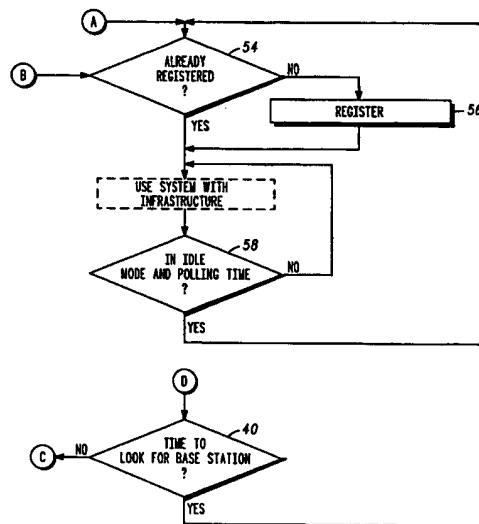 A
54
B
ALREADY
REGISTERED
?
NO
YES
REGISTER
56
USE SYSTEM WITH
INFRASTRUCTURE
58
IN IDLE
MODE AND POLLING TIME
?
NO
YES
D
40
C
NO
TIME TO
LOOK FOR BASE STATION
?
YES